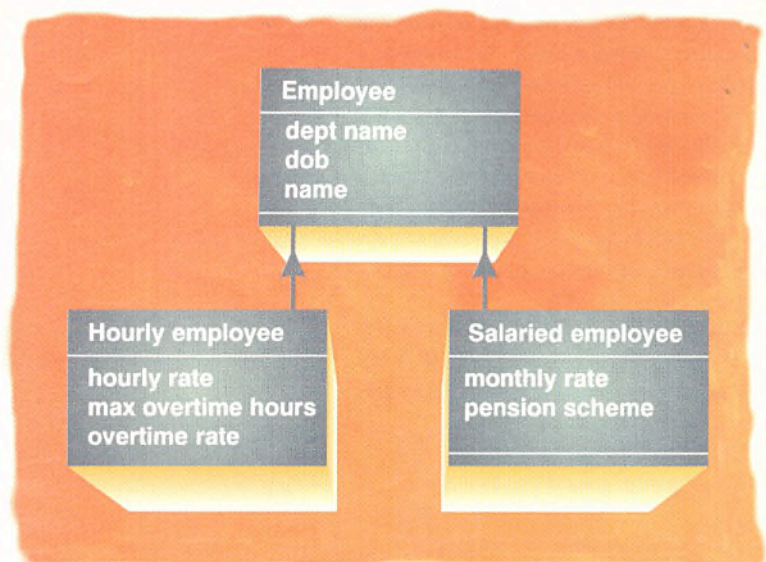 Employee
dept name
dob
name
Hourly employee
hourly rate
max overtime hours
overtime rate
Salaried employee
monthly rate
pension scheme